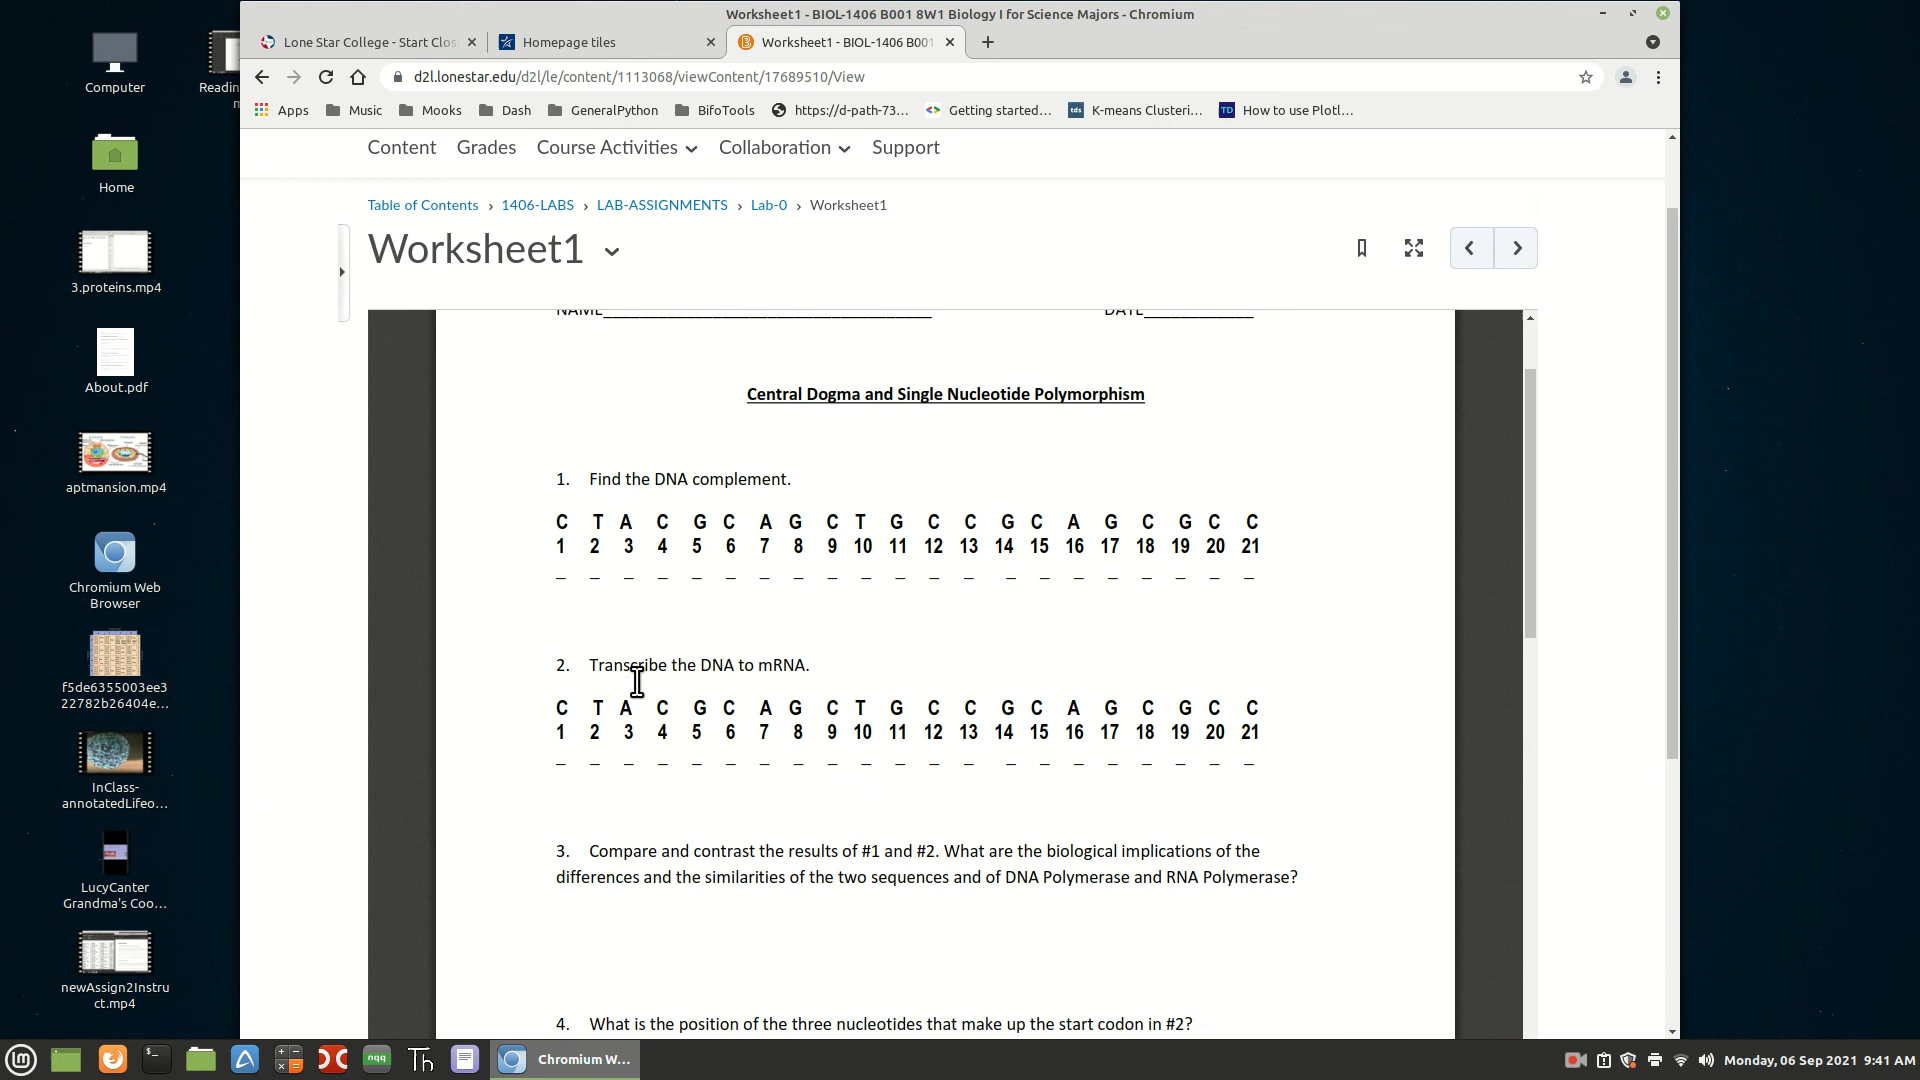 Worksheet1 - BIOL-1406 B001 8W1 Biology I for Science Majors - Chromium
Lone Star College - Start Clos
Homepage tiles
Worksheet1 - BIOL-1406 B001
d2l.lonestar.edu/d2l/le/content/1113068/viewContent/17689510/View
Apps Music Mooks Dash GeneralPython BifoTools https://d-path-73... Getting started... K-means Clusteri... How to use Plotl...
Content Grades Course Activities Collaboration Support
Table of Contents › 1406-LABS › LAB-ASSIGNMENTS › Lab-0 › Worksheet1
Worksheet1
NAME____________________________________ DATE____________
Central Dogma and Single Nucleotide Polymorphism
1. Find the DNA complement.
C T A C G C A G C T G C C G C A G C G C C
1 2 3 4 5 6 7 8 9 10 11 12 13 14 15 16 17 18 19 20 21
_ _ _ _ _ _ _ _ _ _ _ _ _ _ _ _ _ _ _ _ _
2. Transcribe the DNA to mRNA.
C T A C G C A G C T G C C G C A G C G C C
1 2 3 4 5 6 7 8 9 10 11 12 13 14 15 16 17 18 19 20 21
_ _ _ _ _ _ _ _ _ _ _ _ _ _ _ _ _ _ _ _ _
3. Compare and contrast the results of #1 and #2. What are the biological implications of the
differences and the similarities of the two sequences and of DNA Polymerase and RNA Polymerase?
4. What is the position of the three nucleotides that make up the start codon in #2?
Computer
Readin
Home
3.proteins.mp4
About.pdf
aptmansion.mp4
Chromium Web
Browser
f5de6355003ee3
22782b26404e...
InClass-
annotatedLifeo...
LucyCanter
Grandma's Coo...
newAssign2Instru
ct.mp4
nqq
Th
Chromium W...
Monday, 06 Sep 2021 9:41 AM